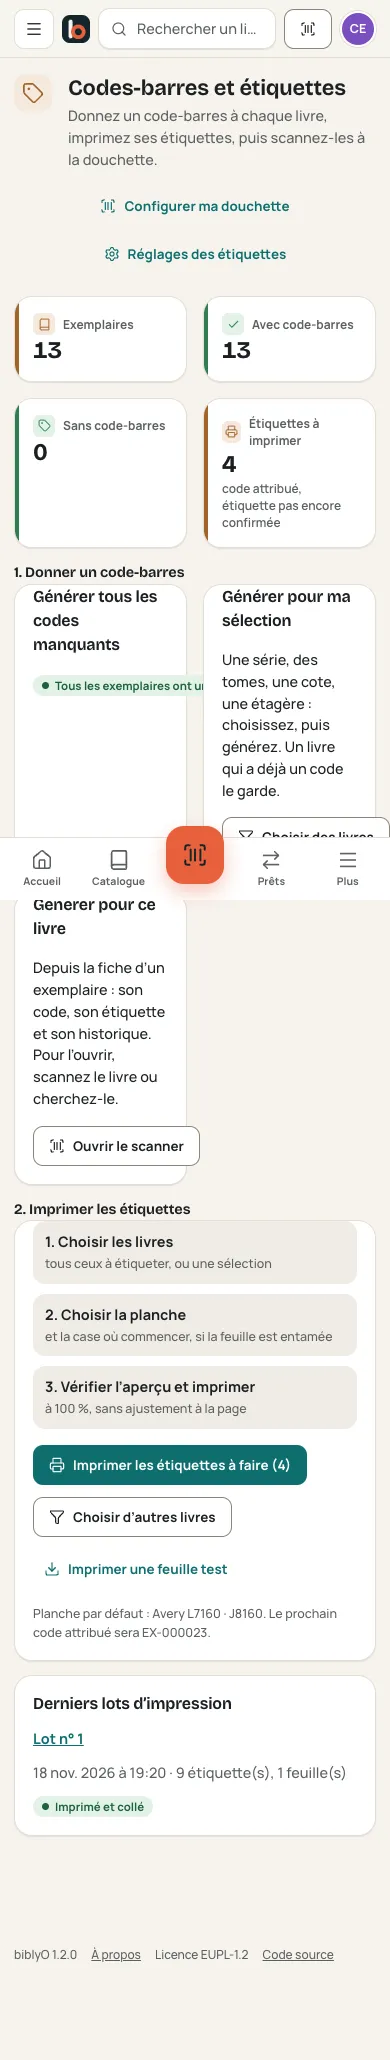 Rechercher un li…
CE
Codes-barres et étiquettes
Donnez un code-barres à chaque livre,
imprimez ses étiquettes, puis scannez-les à
la douchette.
Configurer ma douchette
Réglages des étiquettes
Exemplaires
13
Avec code-barres
13
Sans code-barres
0
Étiquettes à
imprimer
4
code attribué,
étiquette pas encore
confirmée
1. Donner un code-barres
Générer tous les
codes
manquants
Tous les exemplaires ont
Générer pour ma
sélection
Une série, des
tomes, une cote,
une étagère :
choisissez, puis
générez. Un livre
qui a déjà un code
le garde.
Choisir des livres
Accueil
Catalogue
Prêts
Plus
Générer pour ce
livre
Depuis la fiche d’un
exemplaire : son
code, son étiquette
et son historique.
Pour l’ouvrir,
scannez le livre ou
cherchez-le.
Ouvrir le scanner
2. Imprimer les étiquettes
1. Choisir les livres
tous ceux à étiqueter, ou une sélection
2. Choisir la planche
et la case où commencer, si la feuille est entamée
3. Vérifier l’aperçu et imprimer
à 100 %, sans ajustement à la page
Imprimer les étiquettes à faire (4)
Choisir d’autres livres
Imprimer une feuille test
Planche par défaut : Avery L7160 · J8160. Le prochain
code attribué sera EX-000023.
Derniers lots d’impression
Lot n° 1
18 nov. 2026 à 19:20 · 9 étiquette(s), 1 feuille(s)
Imprimé et collé
biblyO 1.2.0 À propos Licence EUPL-1.2 Code source